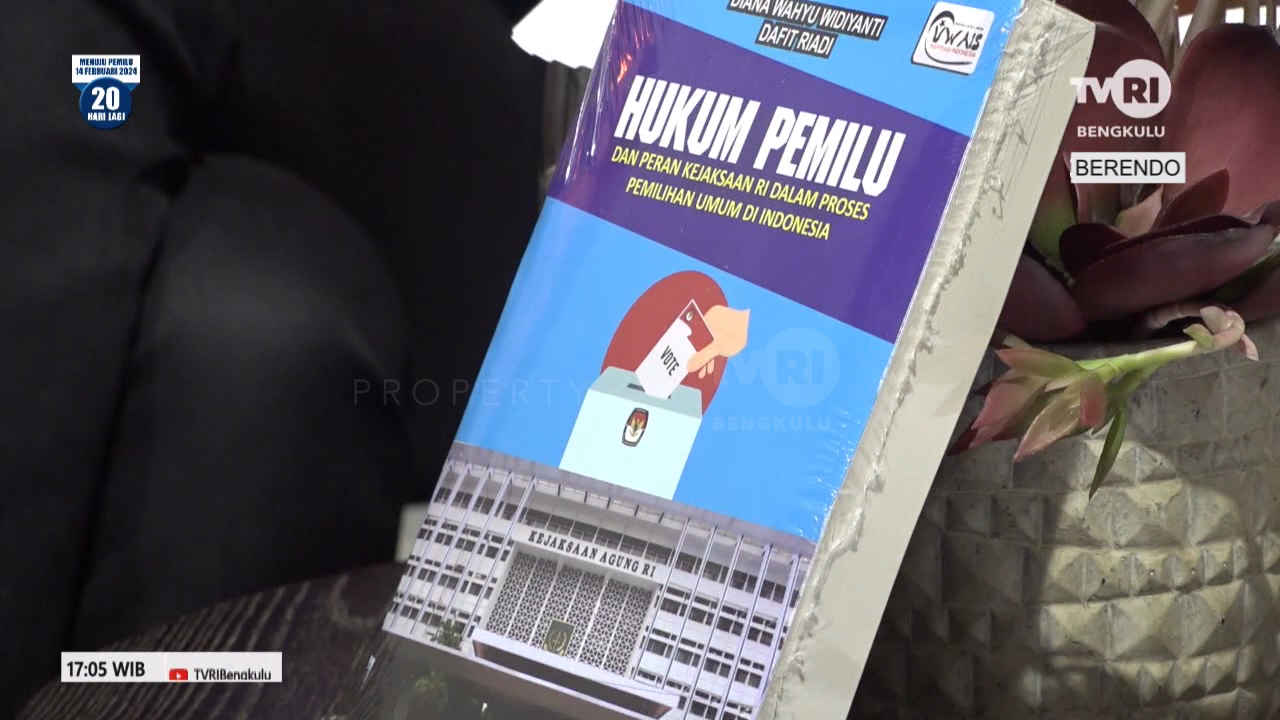 MENUJU PEMILU
14 FEBRUARI 2024
20
HARI LAGI
DIANA WAHYU WIDIYANTI
DAFIT RIADI
HUKUM PEMILU
DAN PERAN KEJAKSAAN RI DALAM PROSES
PEMILIHAN UMUM DI INDONESIA
VOTE
KEJAKSAAN AGUNG RI
TVRI
BENGKULU
BERENDO
PROPERTY
TVRI
BENGKULU
17:05 WIB
TVRIBengkulu